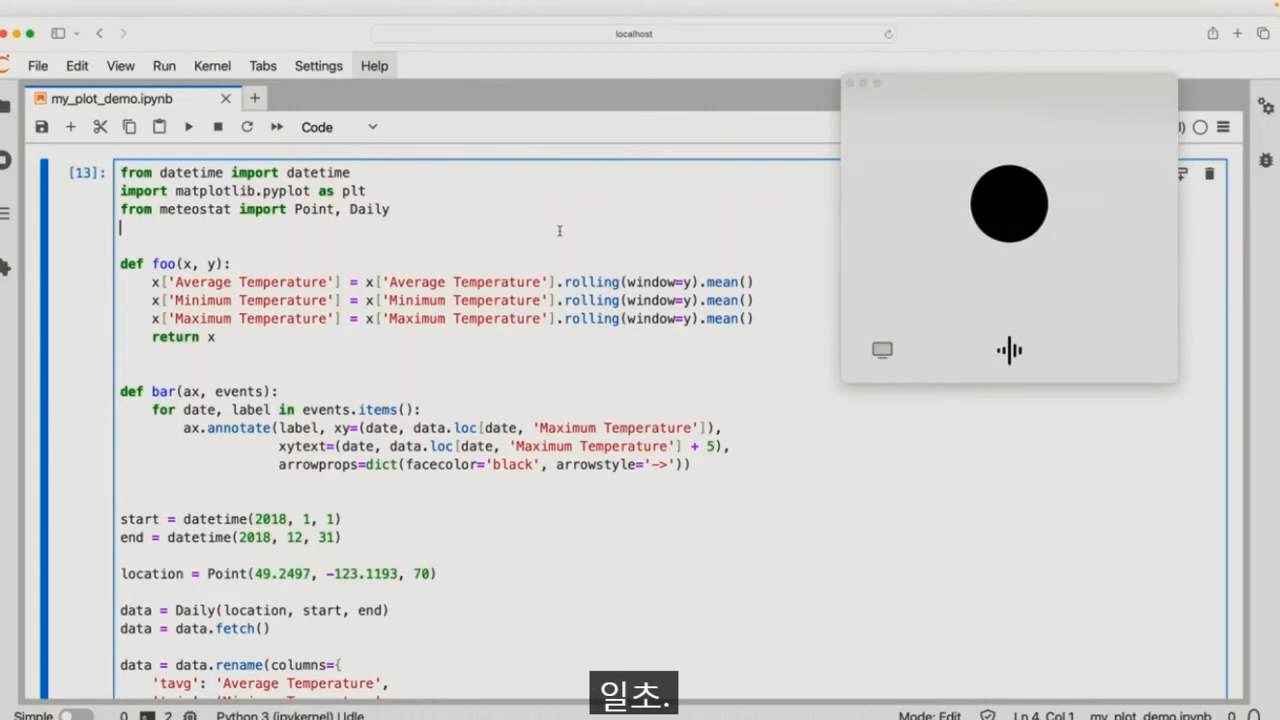 localhost
File Edit View Run Kernel Tabs Settings Help
my_plot_demo.ipynb
Code
[13]:
from datetime import datetime
import matplotlib.pyplot as plt
from meteostat import Point, Daily
def foo(x, y):
    x['Average Temperature'] = x['Average Temperature'].rolling(window=y).mean()
    x['Minimum Temperature'] = x['Minimum Temperature'].rolling(window=y).mean()
    x['Maximum Temperature'] = x['Maximum Temperature'].rolling(window=y).mean()
    return x
def bar(ax, events):
    for date, label in events.items():
        ax.annotate(label, xy=(date, data.loc[date, 'Maximum Temperature']),
                    xytext=(date, data.loc[date, 'Maximum Temperature'] + 5),
                    arrowprops=dict(facecolor='black', arrowstyle='->'))
start = datetime(2018, 1, 1)
end = datetime(2018, 12, 31)
location = Point(49.2497, -123.1193, 70)
data = Daily(location, start, end)
data = data.fetch()
data = data.rename(columns={
    'tavg': 'Average Temperature',
일초.
Simple 0 2 Python 3 (ipykernel) | Idle Mode: Edit Ln 4, Col 1 my_plot_demo.ipynb 0